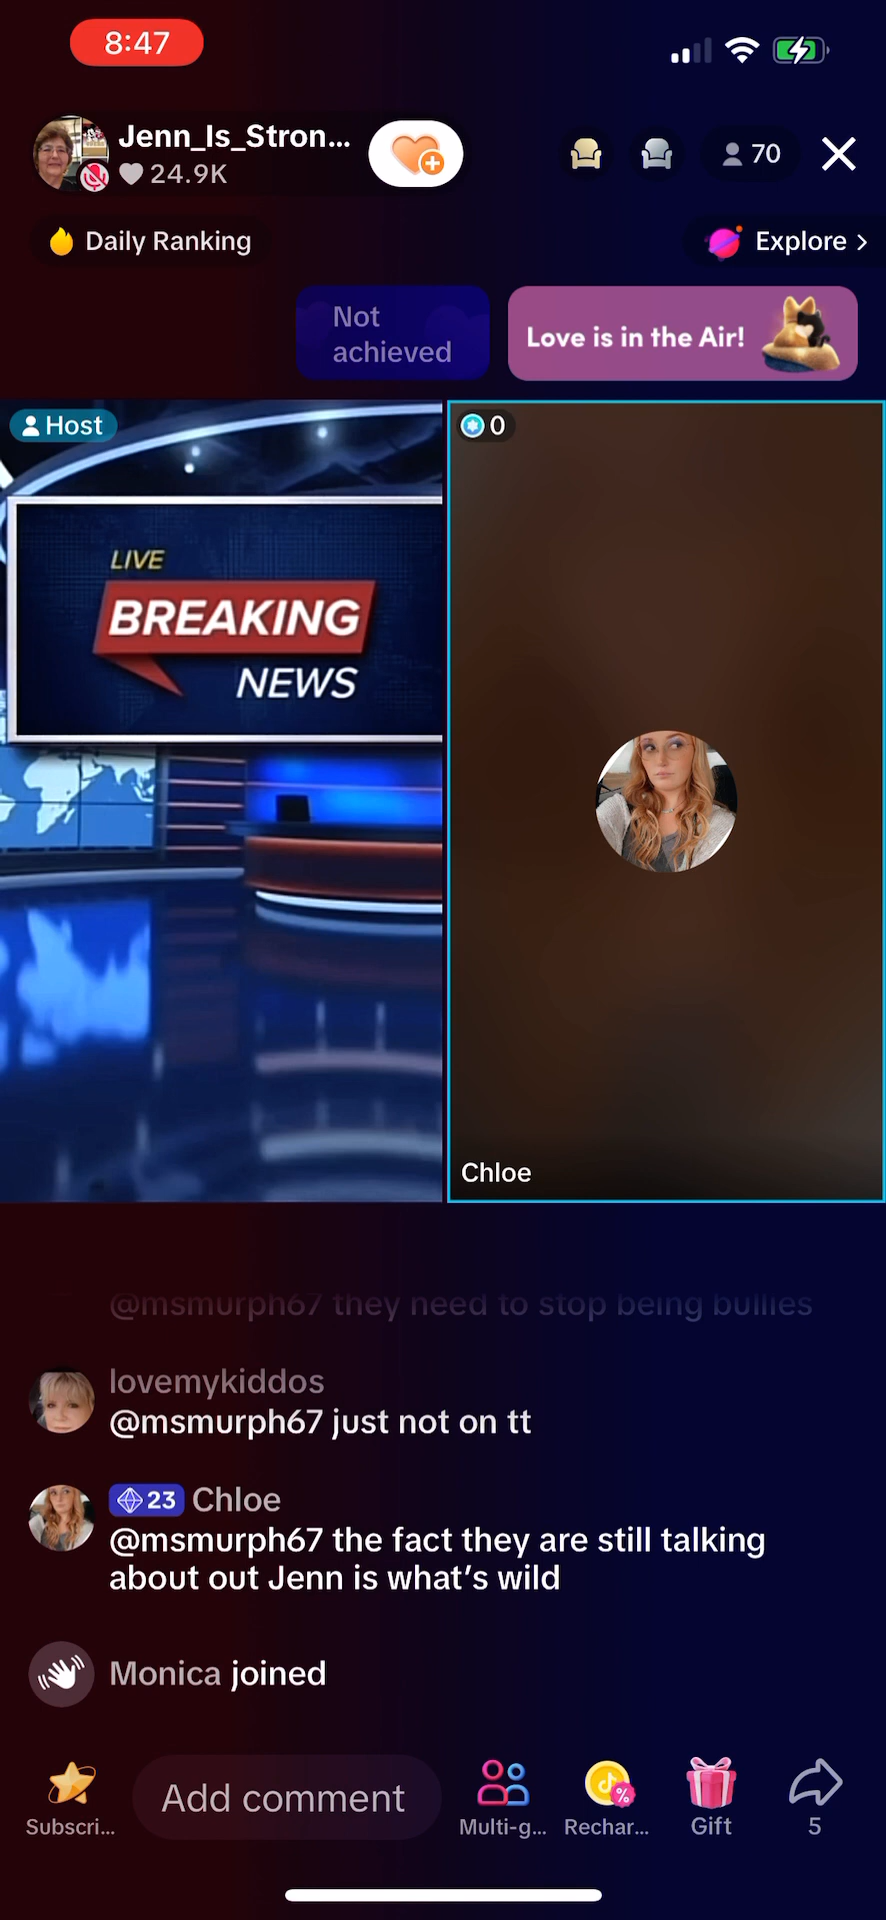 8:47
Jenn_Is_Stron...
24.9K
70
Daily Ranking
Explore >
Not
achieved
Love is in the Air!
Host
0
LIVE
BREAKING
NEWS
Chloe
@msmurph67 they need to stop being bullies
lovemykiddos
@msmurph67 just not on tt
23 Chloe
@msmurph67 the fact they are still talking
about out Jenn is what's wild
Monica joined
Add comment
Subscri...
Multi-g...
Rechar...
Gift
5